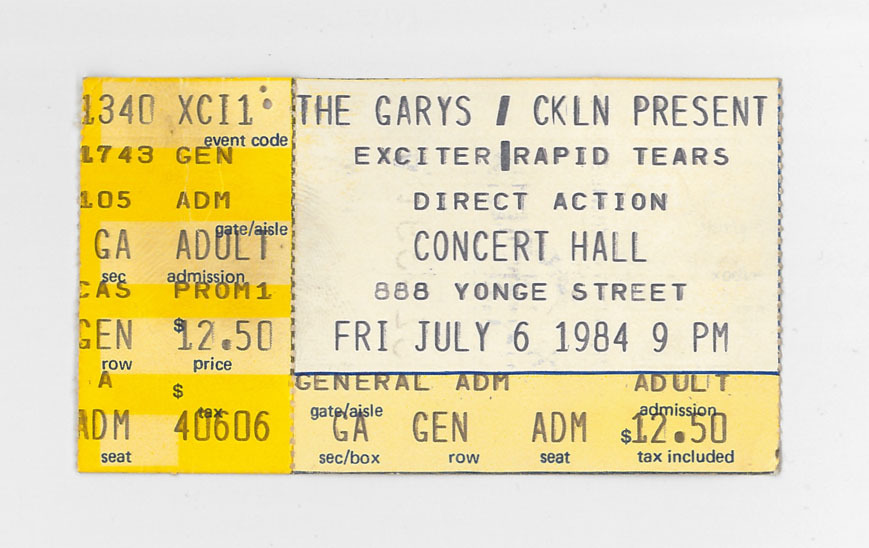 1340 XCI1
event code
1743 GEN
105 ADM
gate/aisle
GA ADULT
sec admission
CAS PROM1
GEN $12.50
row price
A $
tax
ADM 40606
seat
THE GARYS / CKLN PRESENT
EXCITER RAPID TEARS
DIRECT ACTION
CONCERT HALL
888 YONGE STREET
FRI JULY 6 1984 9 PM
GENERAL ADM ADULT
gate/aisle admission
GA GEN ADM $12.50
sec/box row seat tax included